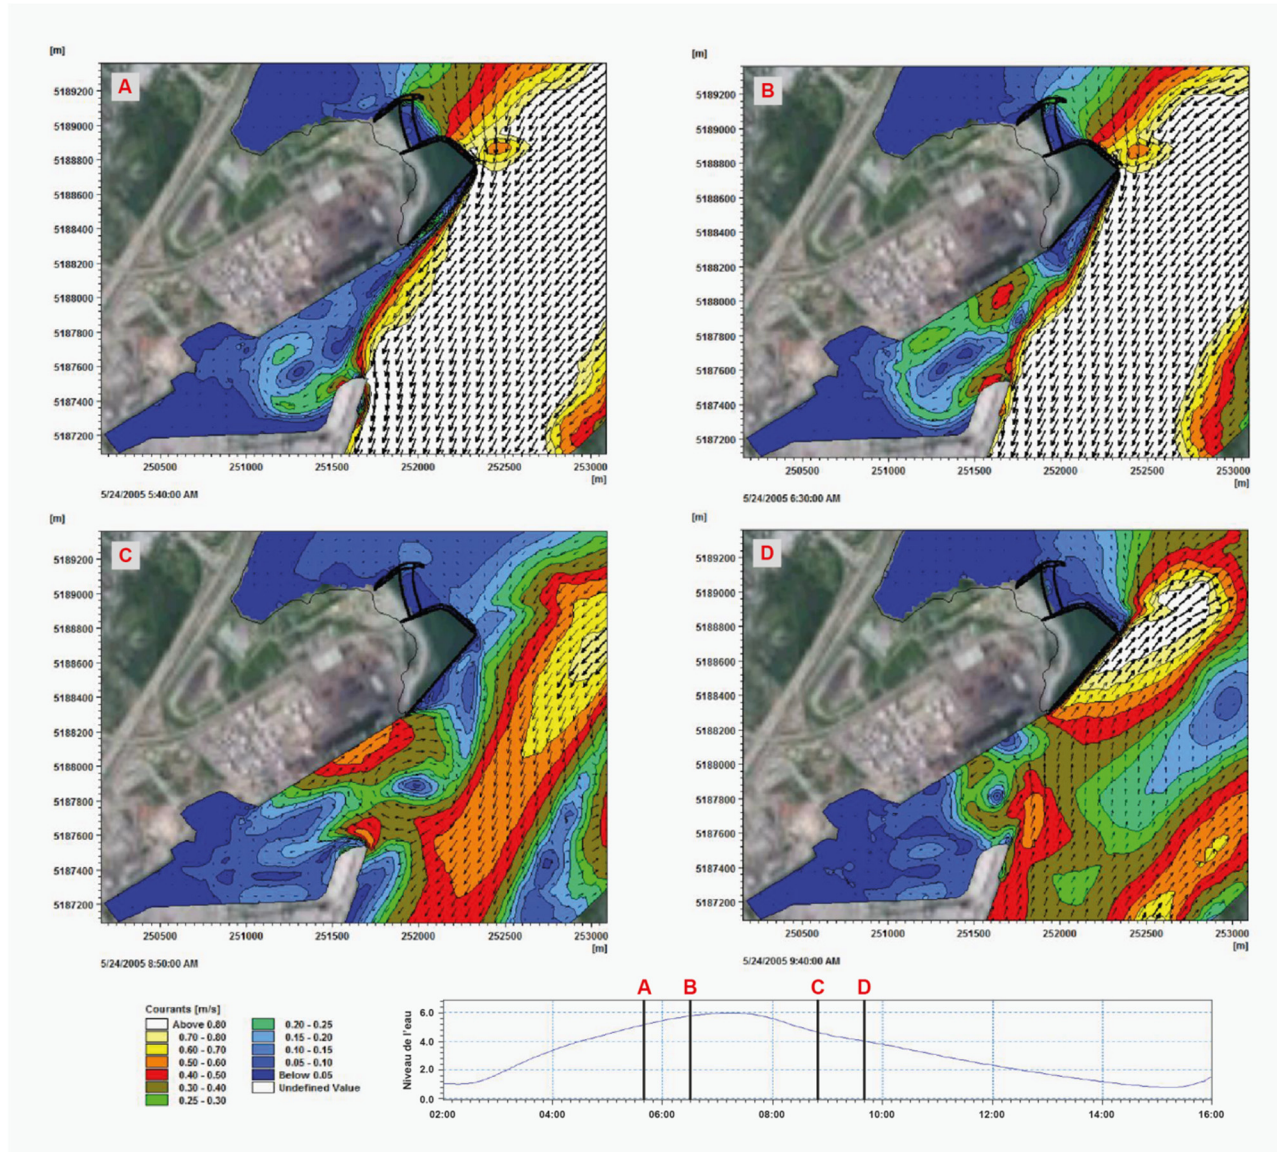 [m]
A
5189200
5189000
5188800
5188600
5188400
5188200
5188000
5187800
5187600
5187400
5187200
250500 251000 251500 252000 252500 253000
[m]
5/24/2005 5:40:00 AM
[m]
B
5189200
5189000
5188800
5188600
5188400
5188200
5188000
5187800
5187600
5187400
5187200
250500 251000 251500 252000 252500 253000
[m]
5/24/2005 6:30:00 AM
[m]
C
5189200
5189000
5188800
5188600
5188400
5188200
5188000
5187800
5187600
5187400
5187200
250500 251000 251500 252000 252500 253000
[m]
5/24/2005 8:50:00 AM
[m]
D
5189200
5189000
5188800
5188600
5188400
5188200
5188000
5187800
5187600
5187400
5187200
250500 251000 251500 252000 252500 253000
[m]
5/24/2005 9:40:00 AM
Courants [m/s]
Above 0.80
0.70 - 0.80
0.60 - 0.70
0.50 - 0.60
0.40 - 0.50
0.30 - 0.40
0.25 - 0.30
0.20 - 0.25
0.15 - 0.20
0.10 - 0.15
0.05 - 0.10
Below 0.05
Undefined Value
A B C D
Niveau de l'eau
6.0
4.0
2.0
0.0
02:00 04:00 06:00 08:00 10:00 12:00 14:00 16:00